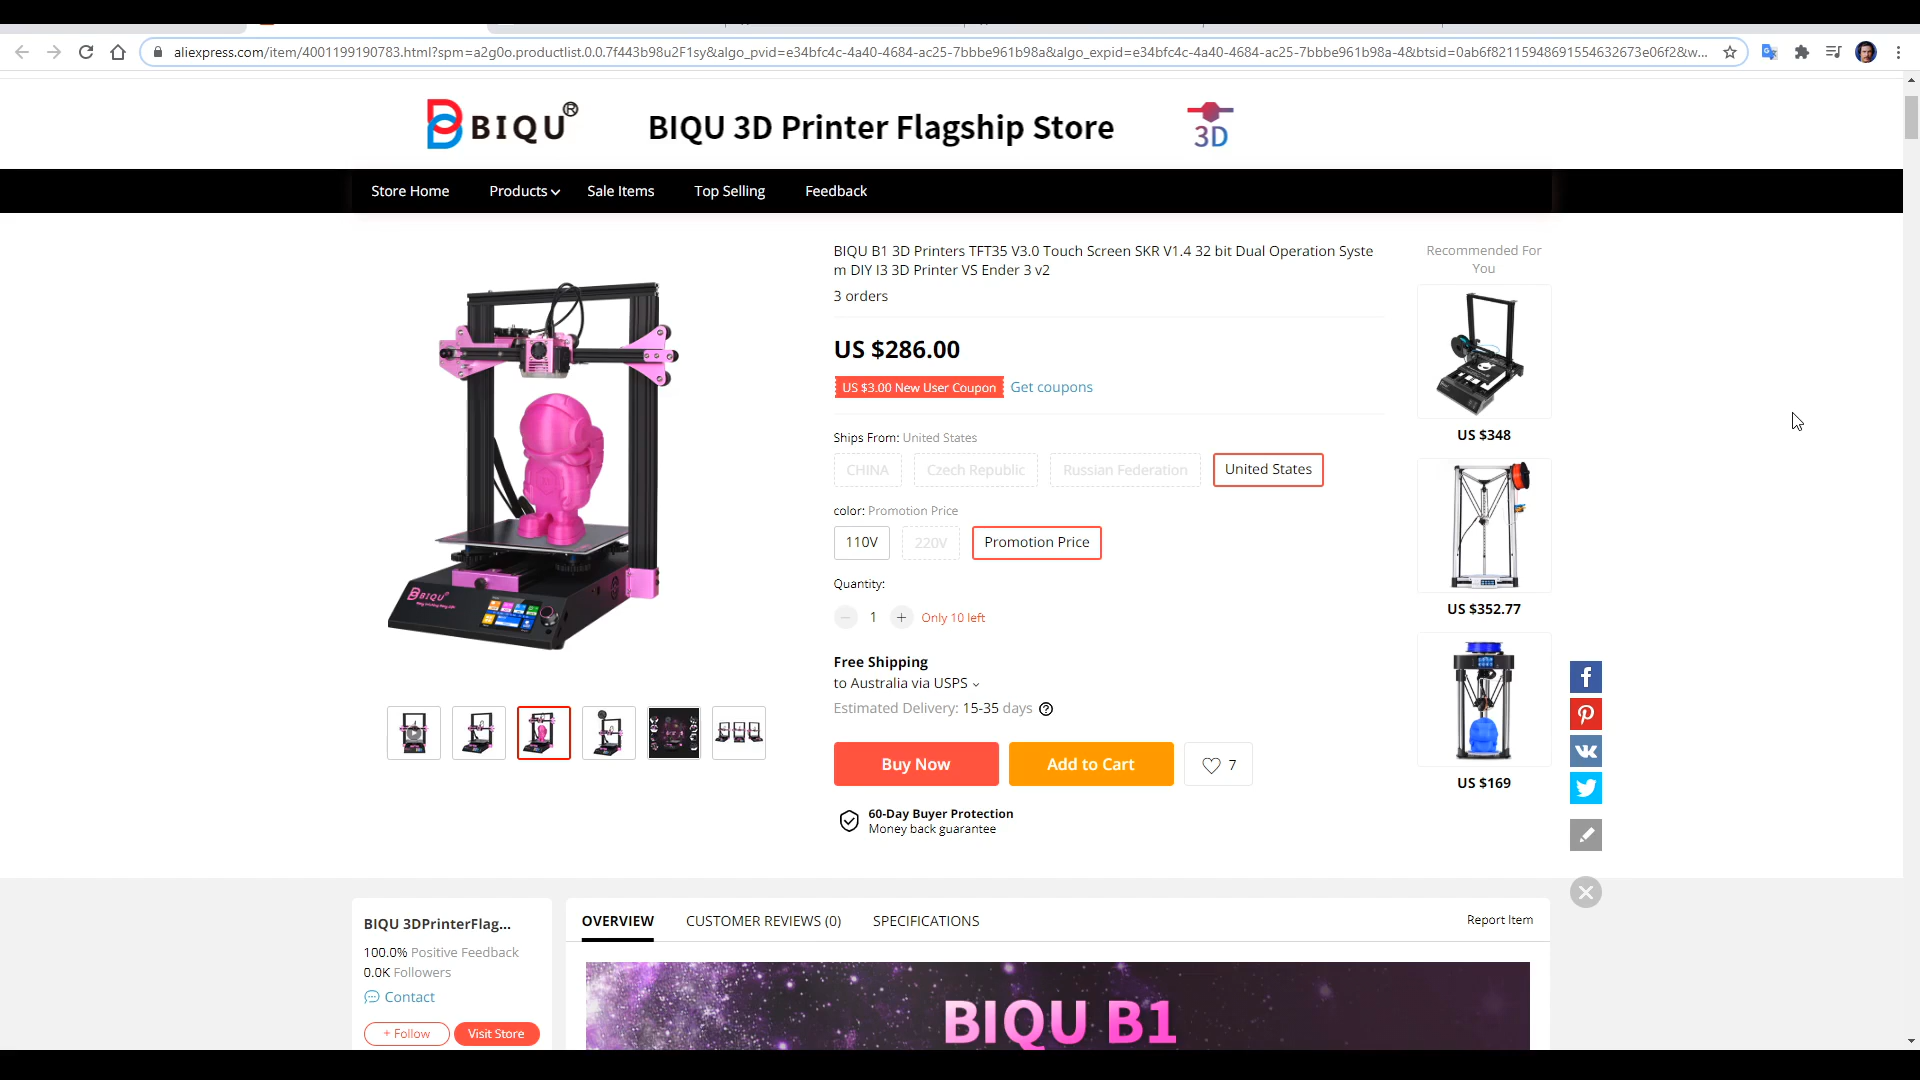 aliexpress.com/item/4001199190783.html?spm=a2g0o.productlist.0.0.7f443b98u2F1sy&algo_pvid=e34bfc4c-4a40-4684-ac25-7bbbe961b98a&algo_expid=e34bfc4c-4a40-4684-ac25-7bbbe961b98a-4&btsid=0ab6f82115948691554632673e06f2&w...
BIQU®
BIQU 3D Printer Flagship Store
3D
Store Home
Products
Sale Items
Top Selling
Feedback
BIQU B1 3D Printers TFT35 V3.0 Touch Screen SKR V1.4 32 bit Dual Operation Syste
m DIY I3 3D Printer VS Ender 3 v2
3 orders
US $286.00
US $3.00 New User Coupon
Get coupons
Ships From: United States
CHINA
Czech Republic
Russian Federation
United States
color: Promotion Price
110V
220V
Promotion Price
Quantity:
1
Only 10 left
Free Shipping
to Australia via USPS
Estimated Delivery: 15-35 days
Buy Now
Add to Cart
7
60-Day Buyer Protection
Money back guarantee
Recommended For
You
US $348
US $352.77
US $169
BIQU
BIQU 3DPrinterFlag...
100.0% Positive Feedback
0.0K Followers
Contact
+ Follow
Visit Store
OVERVIEW
CUSTOMER REVIEWS (0)
SPECIFICATIONS
Report Item
BIQU B1